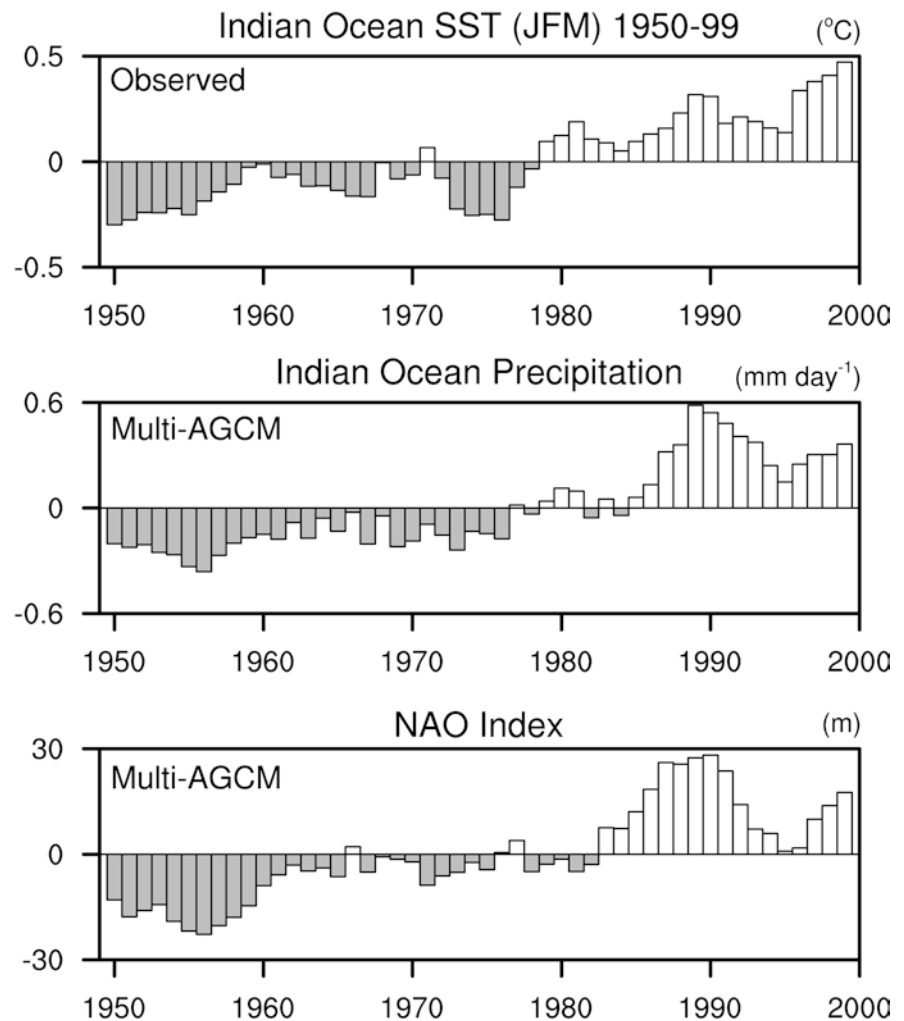 Indian Ocean SST (JFM) 1950-99 (°C)
0.5
Observed
0
-0.5
1950 1960 1970 1980 1990 2000
Indian Ocean Precipitation (mm day⁻¹)
0.6
Multi-AGCM
0
-0.6
1950 1960 1970 1980 1990 2000
NAO Index (m)
30
Multi-AGCM
0
-30
1950 1960 1970 1980 1990 2000